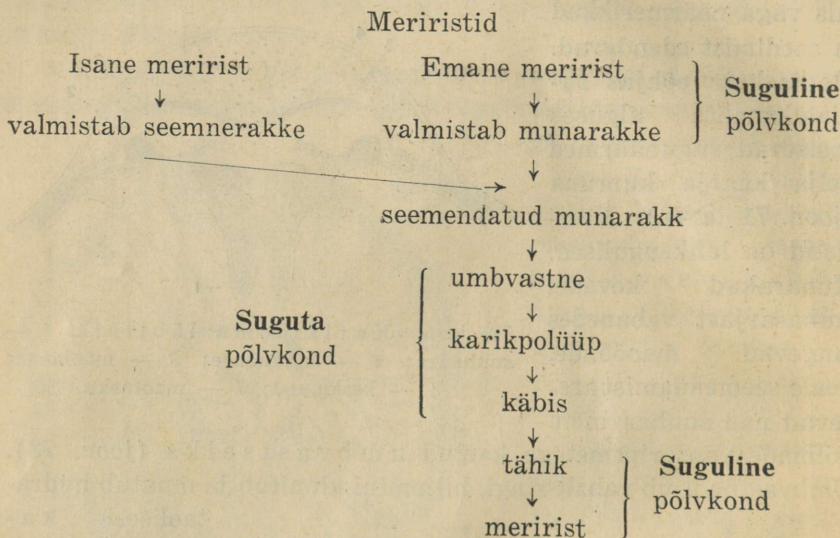 Meriristid
Isane meririst
Emane meririst
valmistab seemnerakke
valmistab munarakke
Suguline
põlvkond
seemendatud munarakk
umbvastne
Suguta
põlvkond
karikpolüüp
käbis
tähik
meririst
Suguline
põlvkond